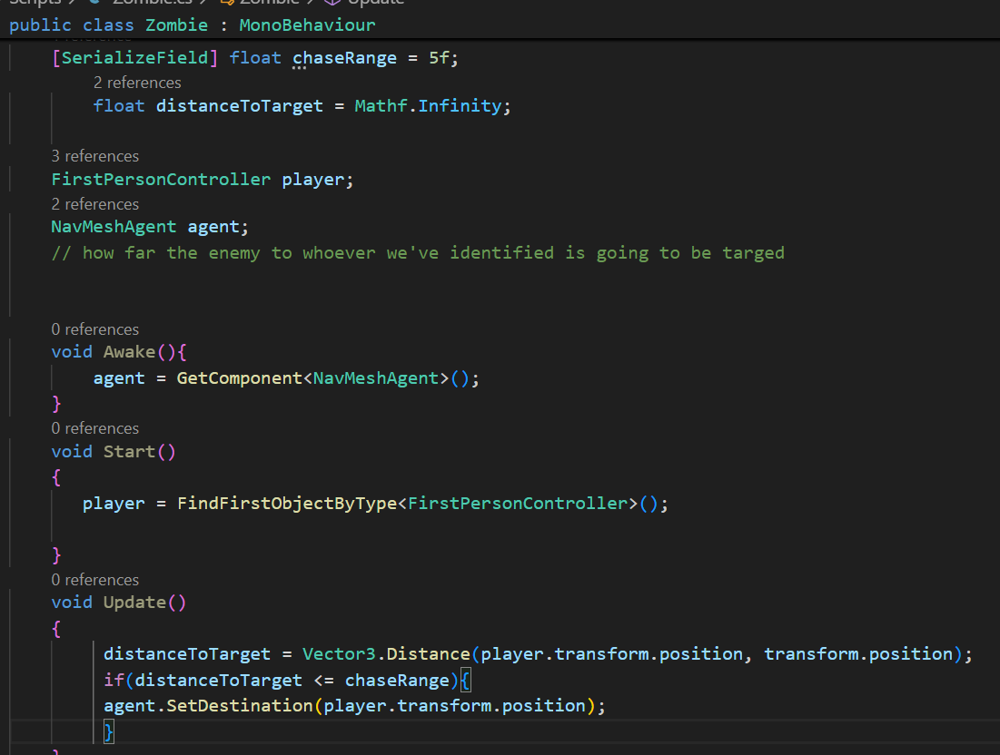 Scripts > Zombie.cs > Zombie > Update
public class Zombie : MonoBehaviour
[SerializeField] float chaseRange = 5f;
2 references
float distanceToTarget = Mathf.Infinity;
3 references
FirstPersonController player;
2 references
NavMeshAgent agent;
// how far the enemy to whoever we've identified is going to be targed
0 references
void Awake(){
agent = GetComponent<NavMeshAgent>();
}
0 references
void Start()
{
player = FindFirstObjectByType<FirstPersonController>();
}
0 references
void Update()
{
distanceToTarget = Vector3.Distance(player.transform.position, transform.position);
if(distanceToTarget <= chaseRange){
agent.SetDestination(player.transform.position);
}
}